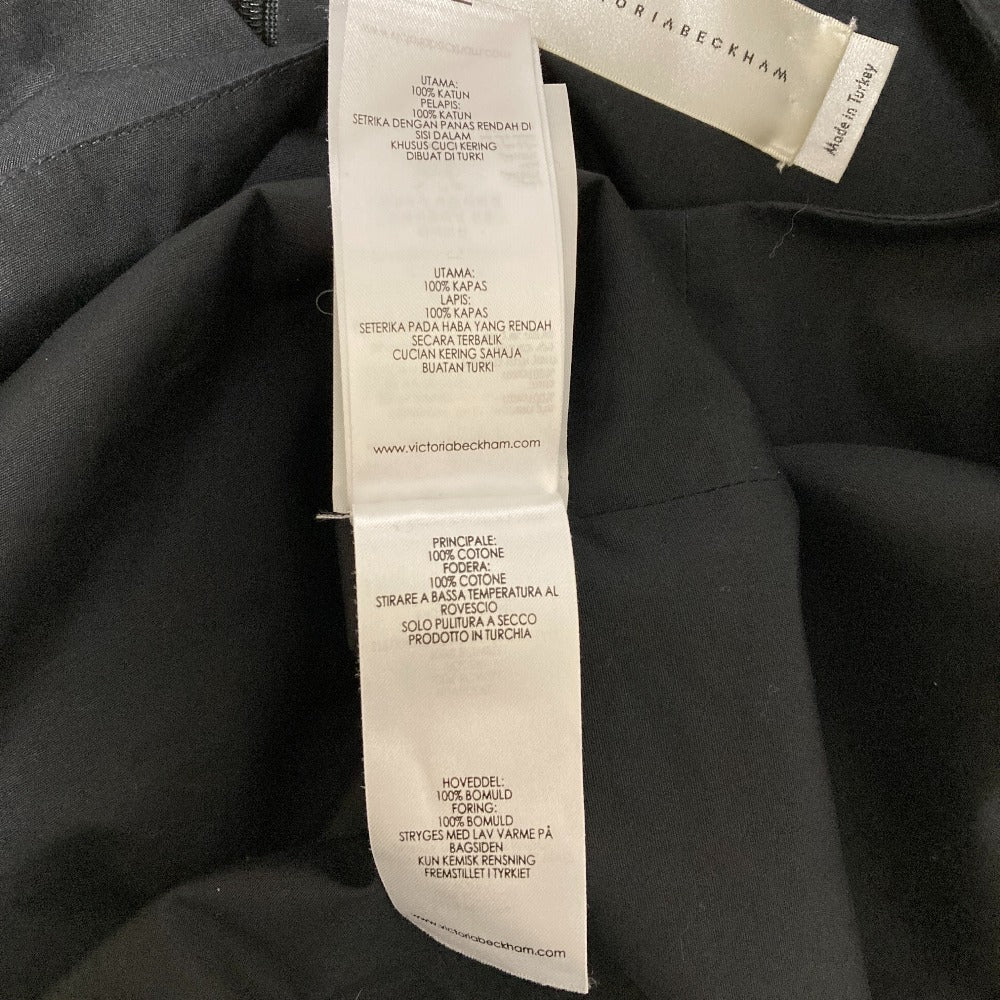 UTAMA:
100% KATUN
PELAPIS:
100% KATUN
SETRIKA DENGAN PANAS RENDAH DI
SISI DALAM
KHUSUS CUCI KERING
DIBUAT DI TURKI
UTAMA:
100% KAPAS
LAPIS:
100% KAPAS
SETERIKA PADA HABA YANG RENDAH
SECARA TERBALIK
CUCIAN KERING SAHAJA
BUATAN TURKI
www.victoriabeckham.com
PRINCIPALE:
100% COTONE
FODERA:
100% COTONE
STIRARE A BASSA TEMPERATURA AL
ROVESCIO
SOLO PULITURA A SECCO
PRODOTTO IN TURCHIA
HOVEDDEL:
100% BOMULD
FORING:
100% BOMULD
STRYGES MED LAV VARME PÅ
BAGSIDEN
KUN KEMISK RENSNING
FREMSTILLET I TYRKIET
www.victoriabeckham.com
TORIABECKHAM
Made in Turkey